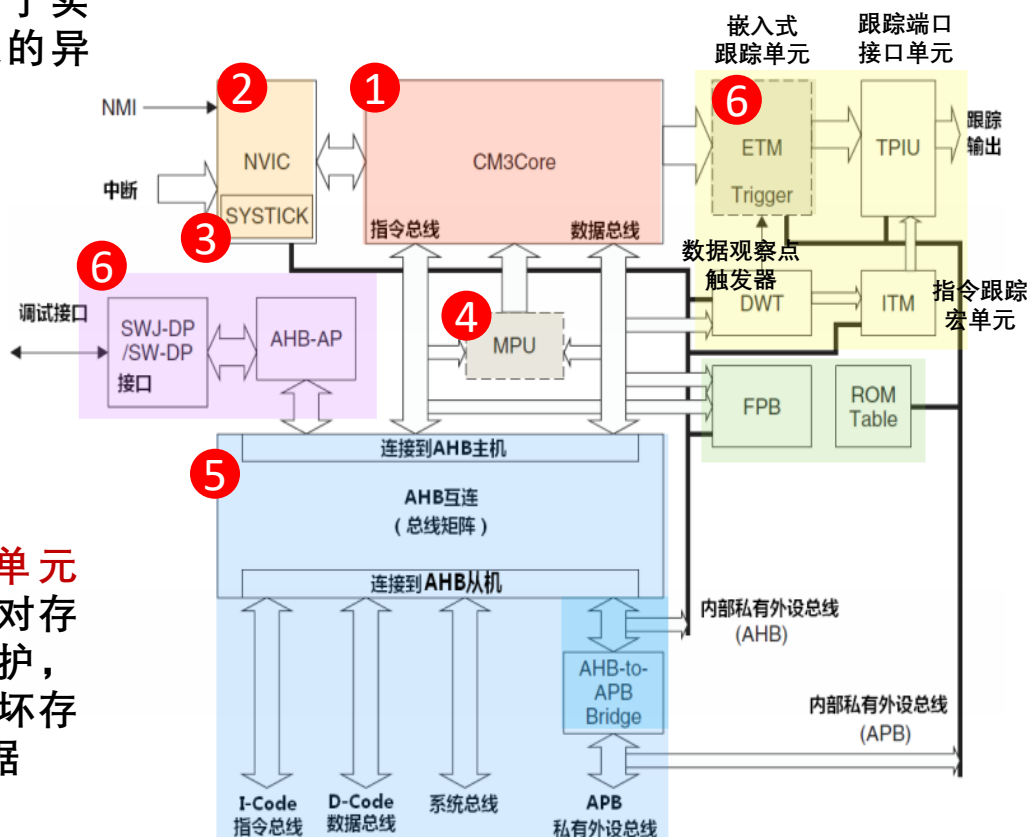 于实
的异
嵌入式
跟踪单元
跟踪端口
接口单元
2
1
6
NMI
NVIC
CM3Core
ETM
TPIU
跟踪
输出
中断
Trigger
SYSTICK
3
指令总线
数据总线
6
数据观察点
触发器
调试接口
SWJ-DP
/SW-DP
接口
AHB-AP
4
MPU
DWT
ITM
指令跟踪
宏单元
FPB
ROM
Table
连接到AHB主机
5
AHB互连
(总线矩阵)
单元
对存
护，
坏存
据
连接到AHB从机
内部私有外设总线
(AHB)
AHB-to-
APB
Bridge
内部私有外设总线
(APB)
I-Code
指令总线
D-Code
数据总线
系统总线
APB
私有外设总线